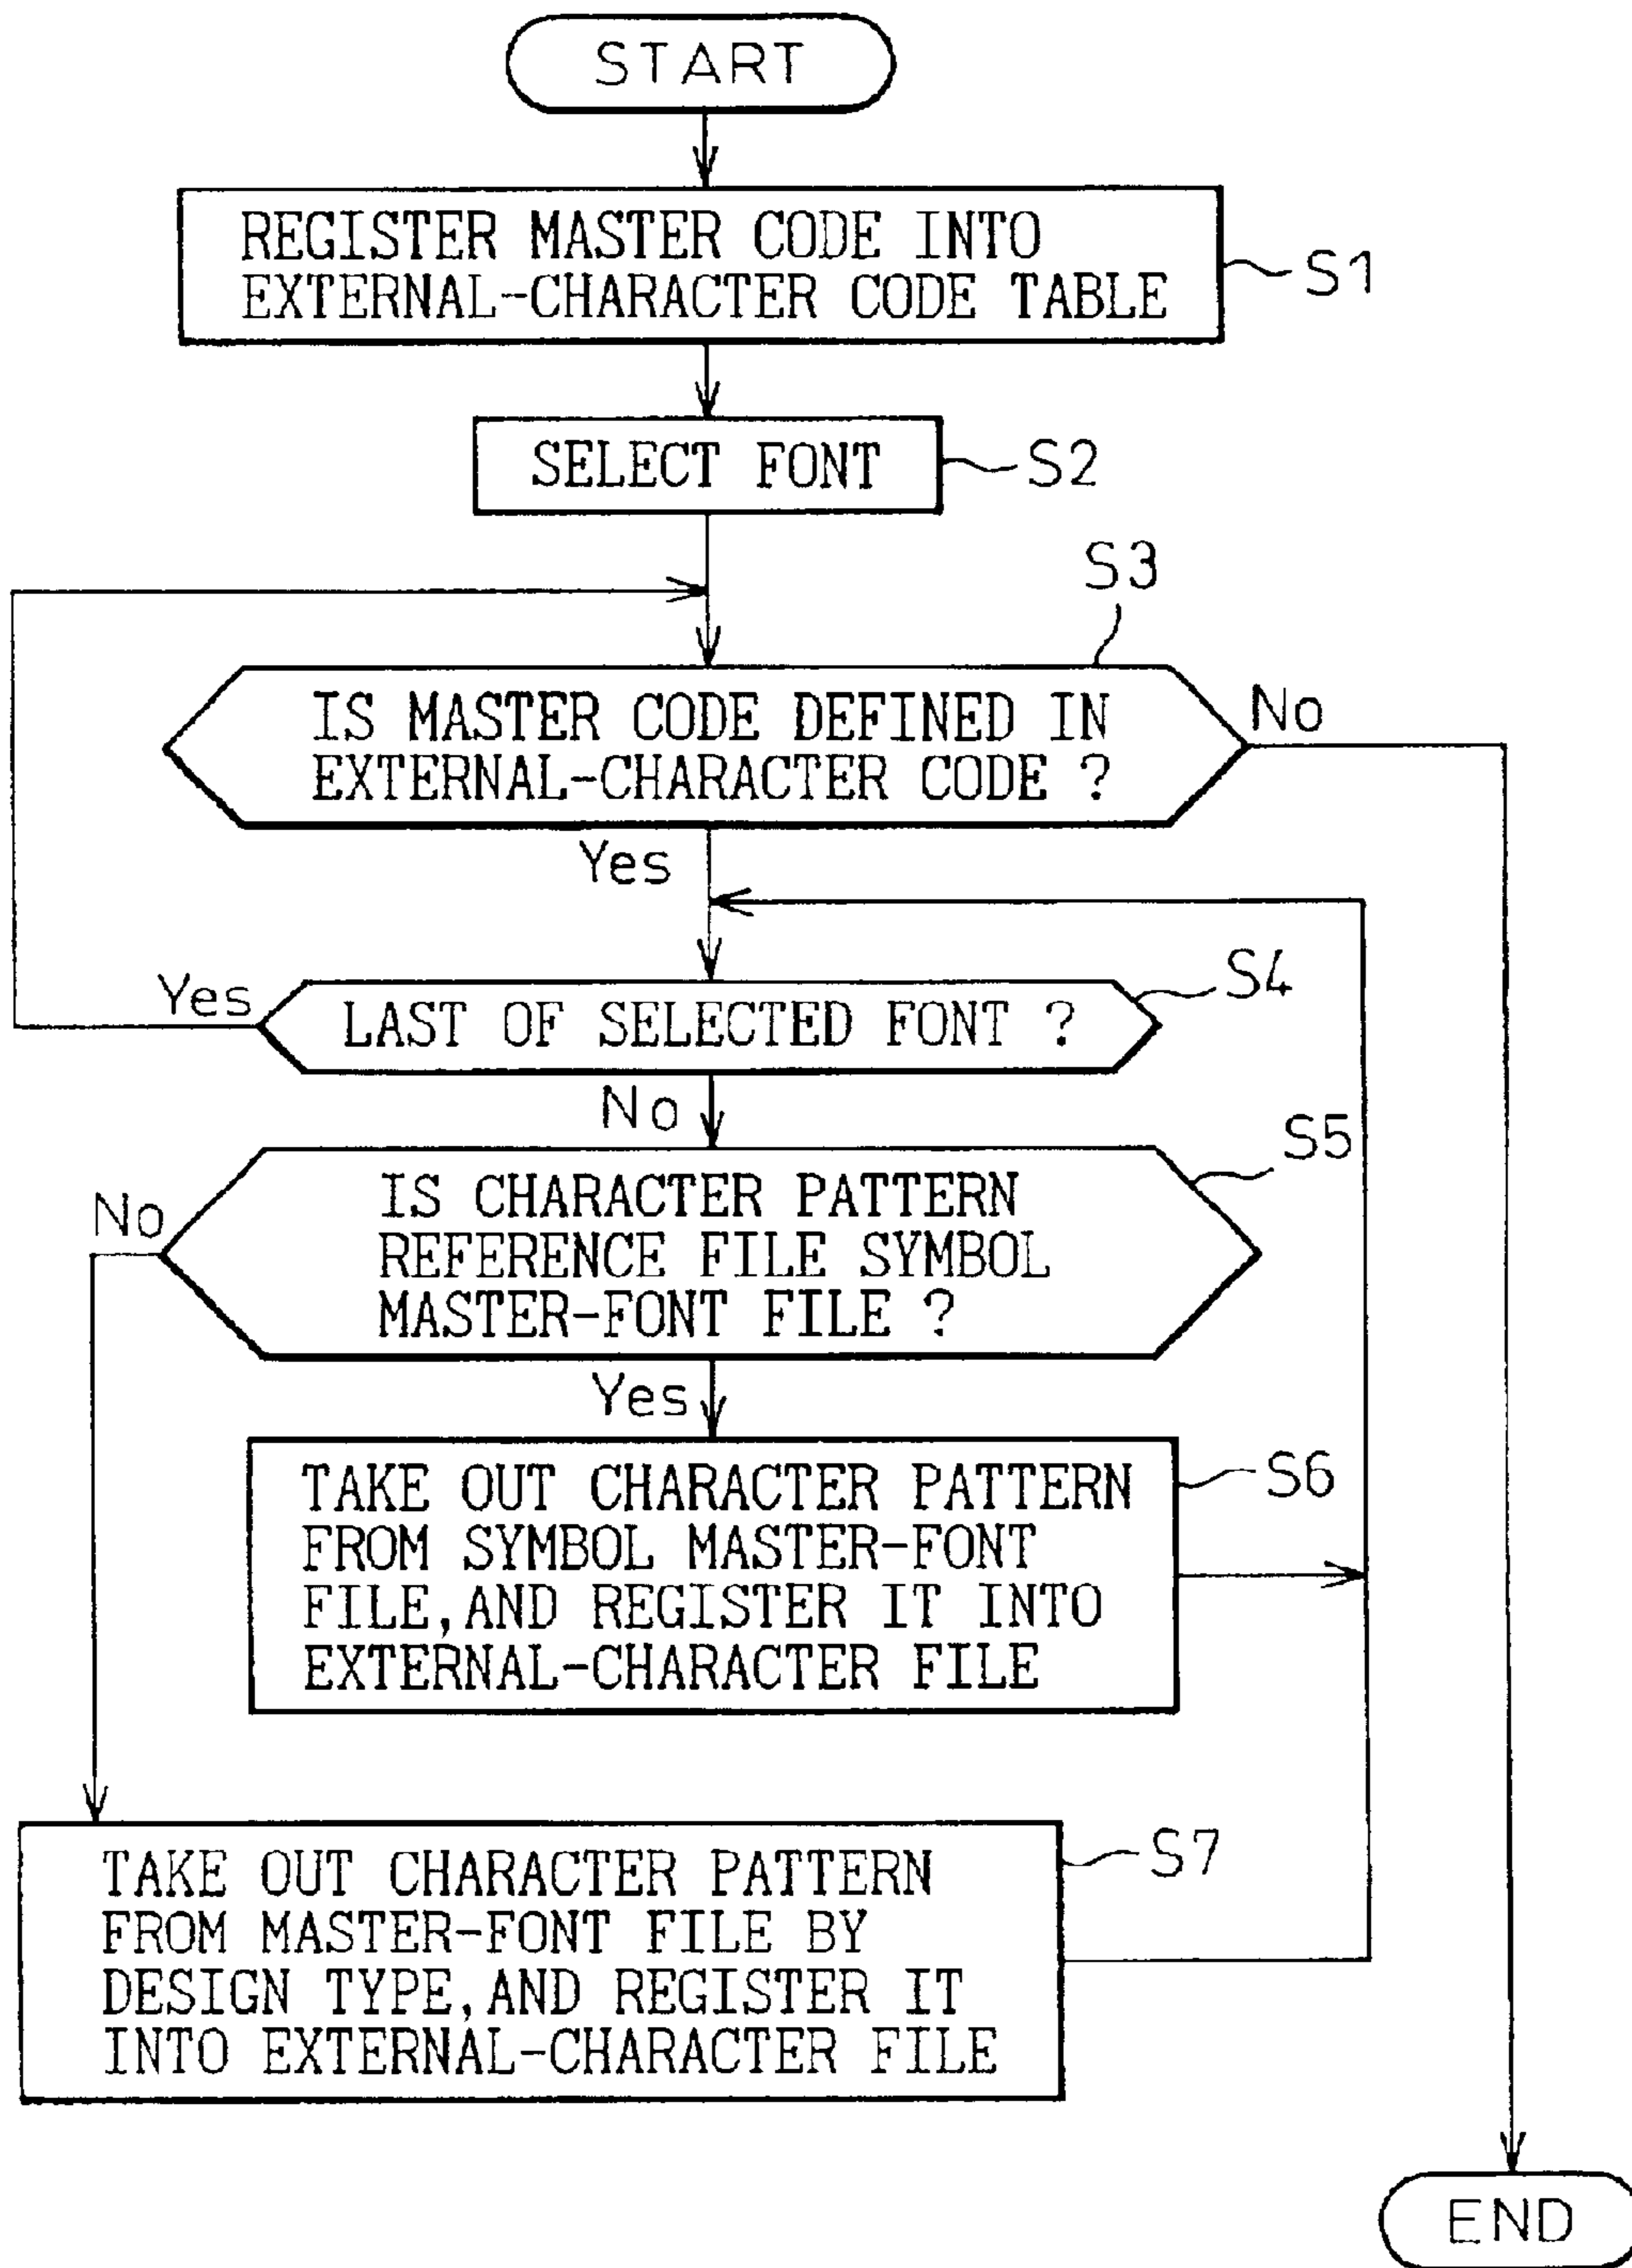 START
REGISTER MASTER CODE INTO
EXTERNAL-CHARACTER CODE TABLE
S1
SELECT FONT
S2
S3
IS MASTER CODE DEFINED IN
EXTERNAL-CHARACTER CODE ?
No
Yes
Yes
LAST OF SELECTED FONT ?
S4
No
S5
No
IS CHARACTER PATTERN
REFERENCE FILE SYMBOL
MASTER-FONT FILE ?
Yes
TAKE OUT CHARACTER PATTERN
FROM SYMBOL MASTER-FONT
FILE,AND REGISTER IT INTO
EXTERNAL-CHARACTER FILE
S6
TAKE OUT CHARACTER PATTERN
FROM MASTER-FONT FILE BY
DESIGN TYPE,AND REGISTER IT
INTO EXTERNAL-CHARACTER FILE
S7
END